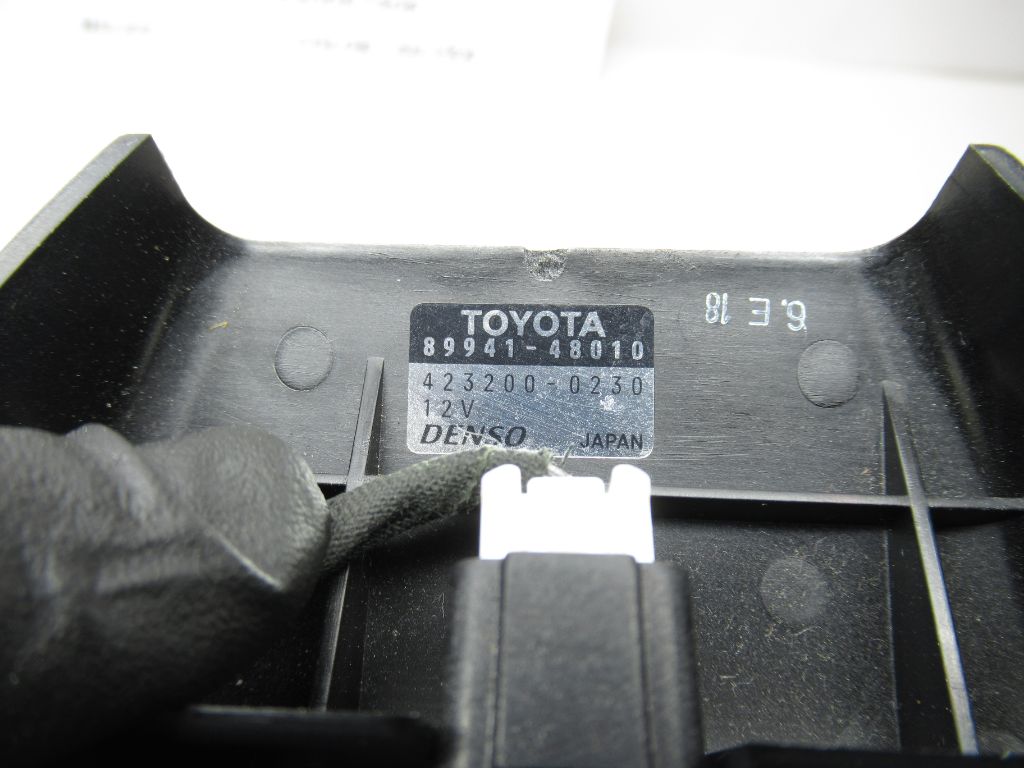 TOYOTA
89941-48010
423200-0230
12V
DENSO JAPAN
6.E 18